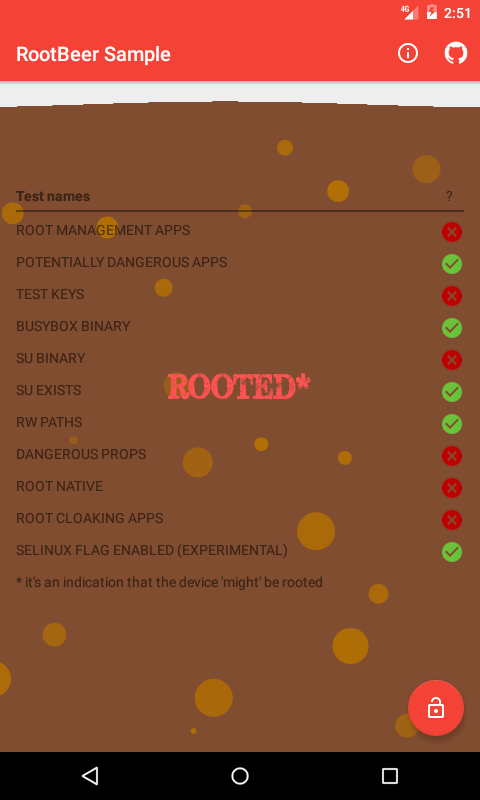 4G 2:51
RootBeer Sample
Test names ?
ROOT MANAGEMENT APPS
POTENTIALLY DANGEROUS APPS
TEST KEYS
BUSYBOX BINARY
SU BINARY
ROOTED*
SU EXISTS
RW PATHS
DANGEROUS PROPS
ROOT NATIVE
ROOT CLOAKING APPS
SELINUX FLAG ENABLED (EXPERIMENTAL)
* it's an indication that the device 'might' be rooted